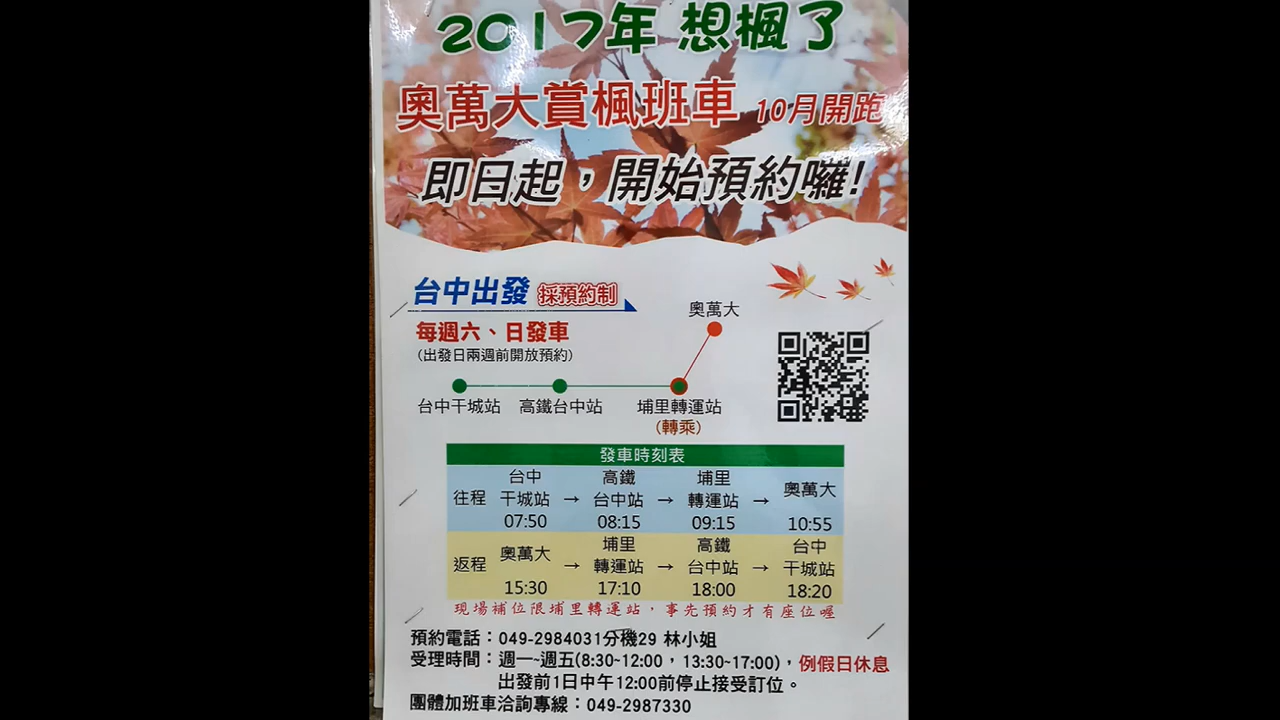 2017年 想楓了
奧萬大賞楓班車 10月開跑
即日起，開始預約囉!
台中出發 採預約制
每週六、日發車
(出發日兩週前開放預約)
奧萬大
台中干城站 高鐵台中站 埔里轉運站
(轉乘)
發車時刻表
往程 台中干城站 → 高鐵台中站 → 埔里轉運站 → 奧萬大
07:50 08:15 09:15 10:55
返程 奧萬大 → 埔里轉運站 → 高鐵台中站 → 台中干城站
15:30 17:10 18:00 18:20
現場補位限埔里轉運站，事先預約才有座位喔
預約電話：049-2984031分機29 林小姐
受理時間：週一~週五(8:30~12:00，13:30~17:00)，例假日休息
出發前1日中午12:00前停止接受訂位。
團體加班車洽詢專線：049-2987330